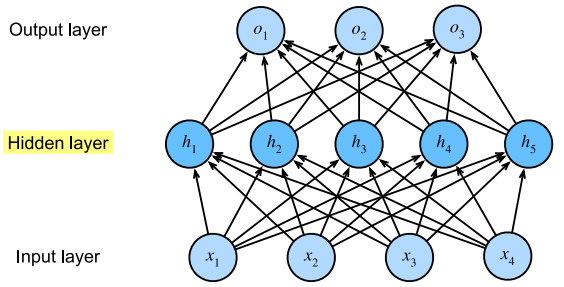 Output layer o₁ o₂ o₃
Hidden layer h₁ h₂ h₃ h₄ h₅
Input layer x₁ x₂ x₃ x₄